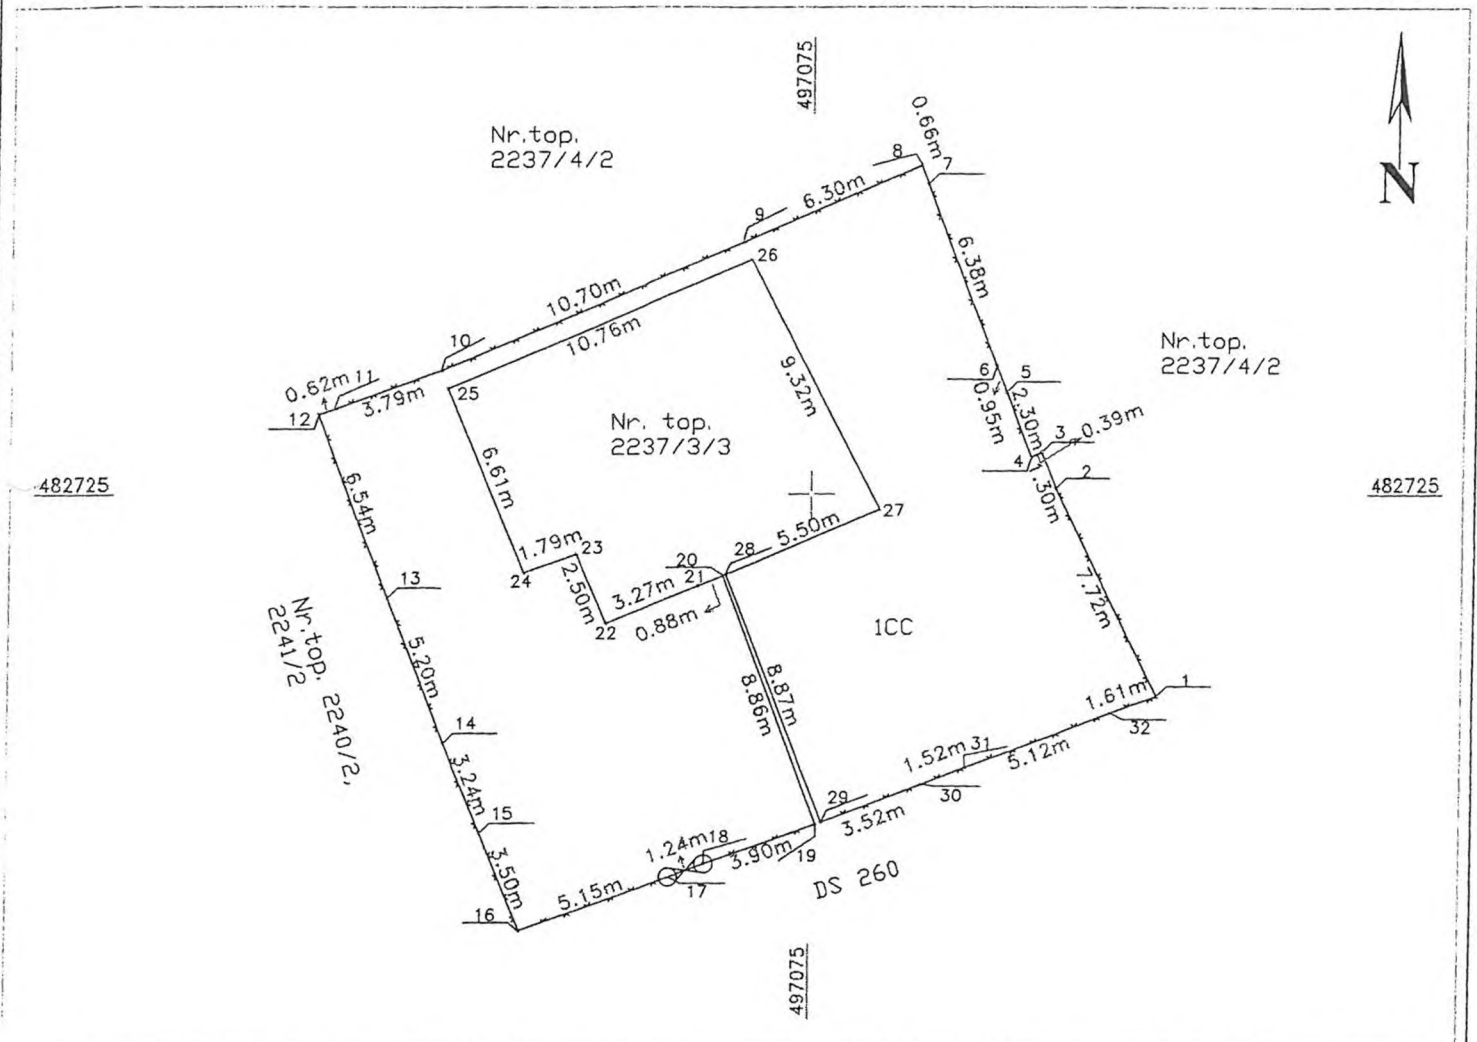 497075
Nr.top.
2237/4/2
0.66m
8
7
N
9
6.30m
26
6.38m
10.70m
10
10.76m
Nr.top.
2237/4/2
0.62m 11
3.79m
12
25
9.32m
6
5
0.95m
2.30m
0.39m
3
4
2
1.30m
Nr. top.
2237/3/3
6.61m
6.54m
482725
482725
27
5.50m
1.79m
23
24
2.50m
20
28
21
3.27m
22
0.88m
13
7.72m
1CC
Nr.top. 2240/2,
2241/2
5.20m
8.87m
8.86m
1
1.61m
32
14
3.24m
1.52m 31
5.12m
30
29
3.52m
15
3.50m
1.24m 18
3.90m
19
17
5.15m
16
DS 260
497075